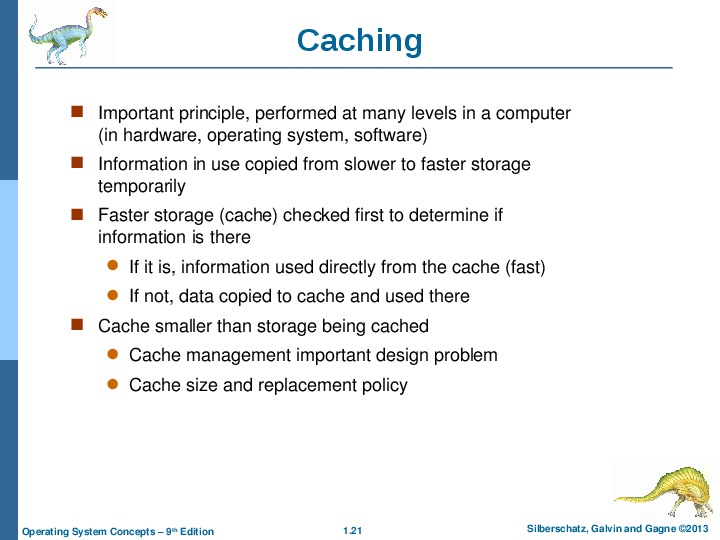 Caching
Important principle, performed at many levels in a computer
(in hardware, operating system, software)
Information in use copied from slower to faster storage
temporarily
Faster storage (cache) checked first to determine if
information is there
If it is, information used directly from the cache (fast)
If not, data copied to cache and used there
Cache smaller than storage being cached
Cache management important design problem
Cache size and replacement policy
Operating System Concepts – 9th Edition
1.21
Silberschatz, Galvin and Gagne ©2013